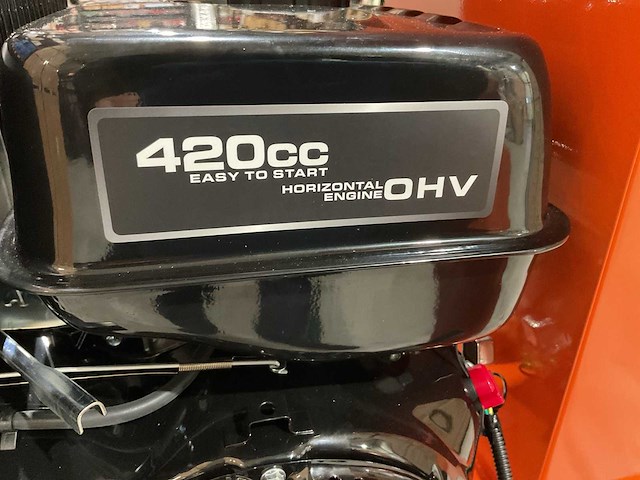 420cc
EASY TO START
HORIZONTAL
ENGINE OHV